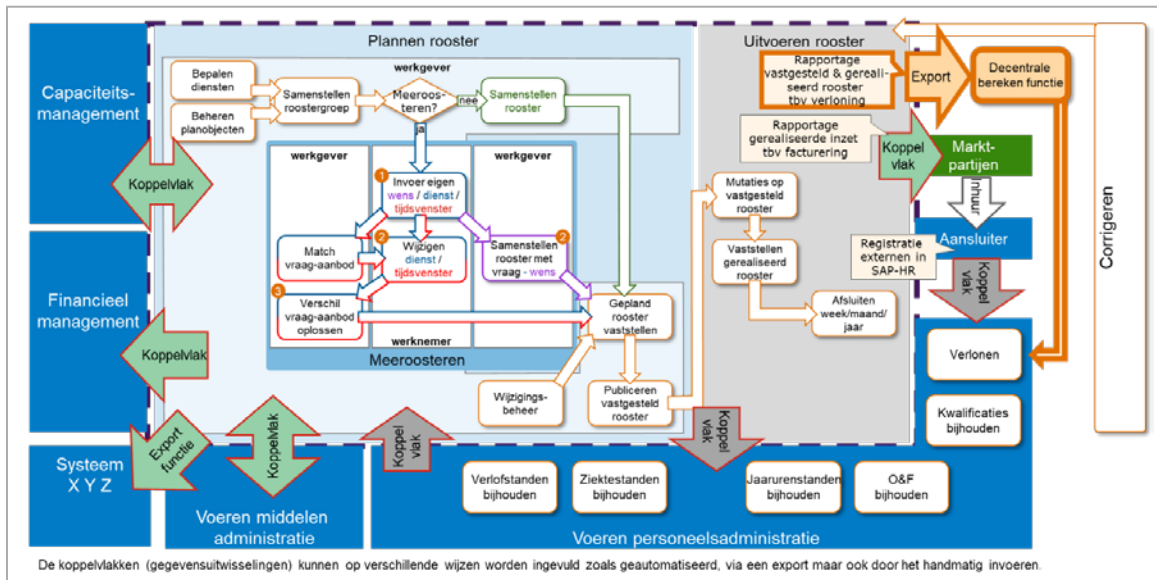 Plannen rooster
Uitvoeren rooster
Capaciteits-
management
Financieel
management
Systeem
X Y Z
werkgever
Bepalen
diensten
Beheren
planobjecten
Samenstellen
roostergroep
Meeroos-
teren?
nee
ja
Samenstellen
rooster
werkgever
werkgever
1
Invoer eigen
wens / dienst /
tijdsvenster
Match
vraag-aanbod
2
Wijzigen
dienst /
tijdsvenster
2
Samenstellen
rooster met
vraag - wens
3
Verschil
vraag-aanbod
oplossen
werknemer
Meeroosteren
Gepland
rooster
vaststellen
Wijzigings-
beheer
Publiceren
vastgesteld
rooster
Mutaties op
vastgesteld
rooster
Vaststellen
gerealiseerd
rooster
Afsluiten
week/maand/
jaar
Rapportage
vastgesteld & gereali-
seerd rooster
tbv verloning
Export
Decentrale
bereken functie
Rapportage
gerealiseerde inzet
tbv facturering
Koppel
vlak
Markt-
partijen
Inhuur
Aansluiter
Registratie
externen in
SAP-HR
Koppel
vlak
Corrigeren
Verlonen
Kwalificaties
bijhouden
Koppelvlak
Koppelvlak
Export
functie
Koppelvlak
Koppel
vlak
Koppel
vlak
Voeren middelen
administratie
Verlofstanden
bijhouden
Ziektestanden
bijhouden
Jaarurenstanden
bijhouden
O&F
bijhouden
Voeren personeelsadministratie
De koppelvlakken (gegevensuitwisselingen) kunnen op verschillende wijzen worden ingevuld zoals geautomatiseerd, via een export maar ook door het handmatig invoeren.